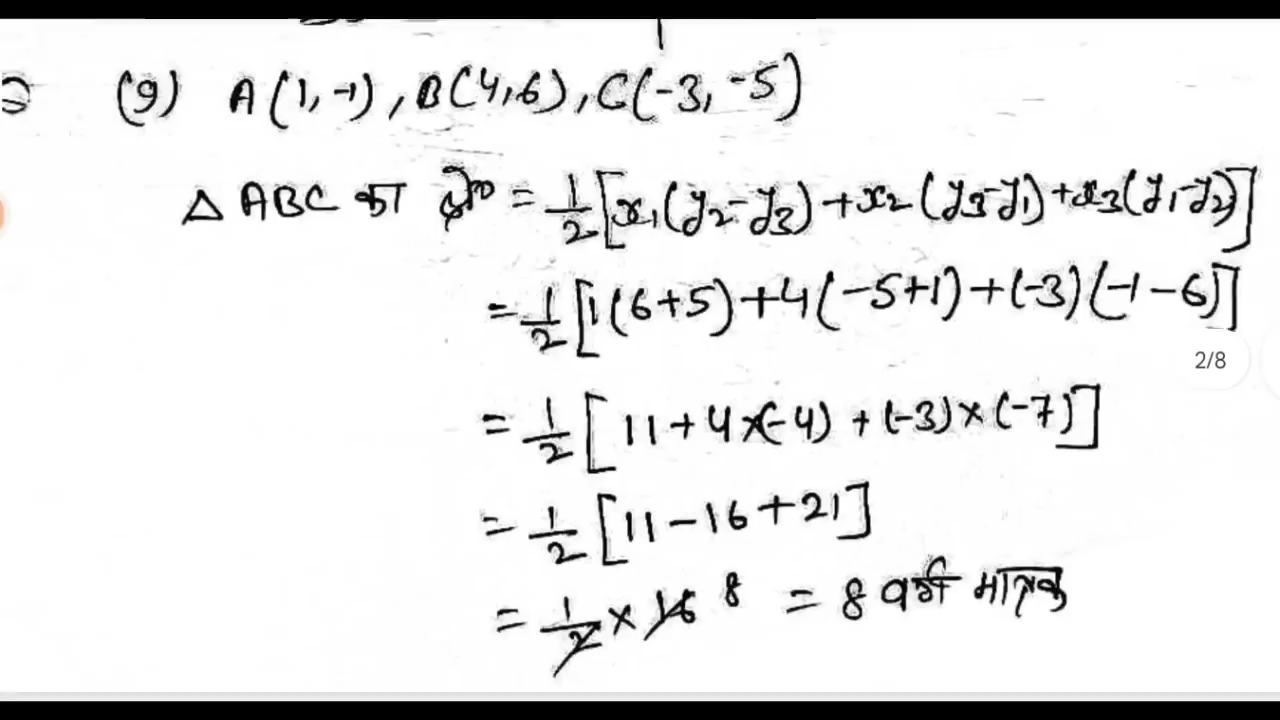 (9) A(1,-1), B(4,6), C(-3, -5)
△ ABC का क्षे० = 1/2 [x₁(y₂-y₃)+x₂(y₃-y₁)+x₃(y₁-y₂)]
= 1/2 [1(6+5)+4(-5+1)+(-3)(-1-6)]
2/8
= 1/2 [11+4×(-4)+(-3)×(-7)]
= 1/2 [11-16+21]
= 1/2 × 16 8 = 8 वर्ग मात्रक